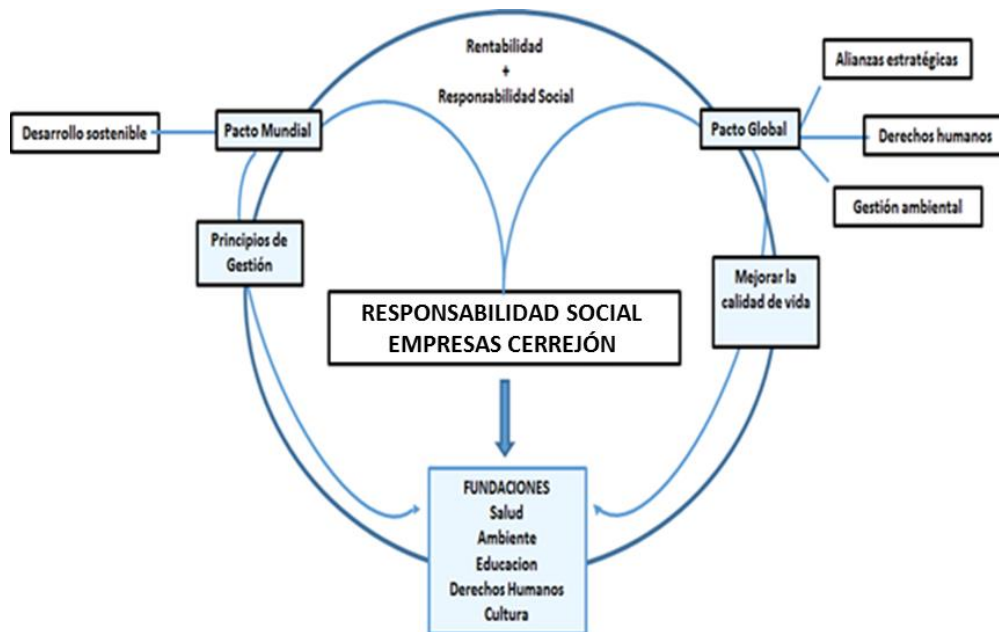 Rentabilidad
+
Responsabilidad Social
Alianzas estratégicas
Desarrollo sostenible
Pacto Mundial
Pacto Global
Derechos humanos
Gestión ambiental
Principios de
Gestión
Mejorar la
calidad de vida
RESPONSABILIDAD SOCIAL
EMPRESAS CERREJÓN
FUNDACIONES
Salud
Ambiente
Educacion
Derechos Humanos
Cultura